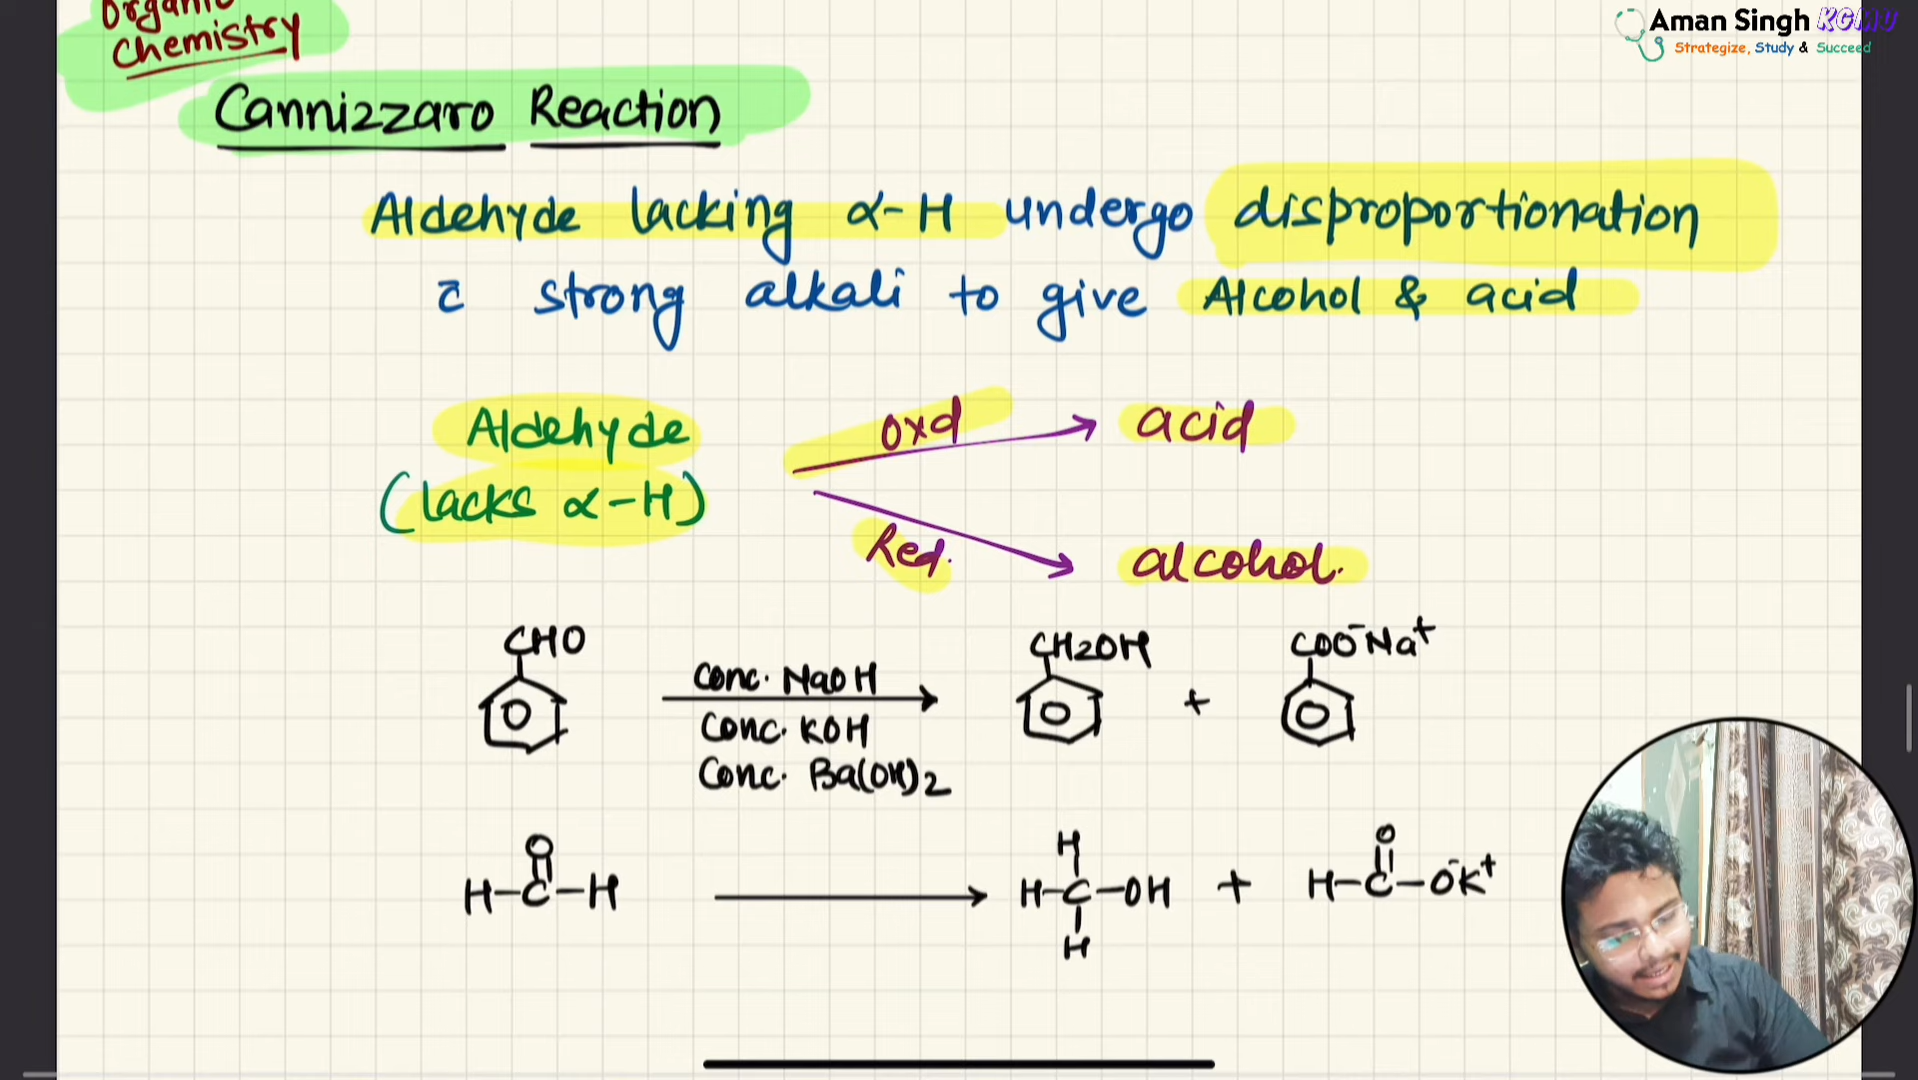 Organic
Chemistry
Aman Singh KGMU
Strategize, Study & Succeed
Cannizzaro Reaction
Aldehyde lacking α-H undergo disproportionation
c̄ strong alkali to give Alcohol & acid
Aldehyde
(lacks α-H)
oxd
acid
Red.
alcohol.
CHO
Conc. NaOH
Conc. KOH
Conc. Ba(OH)2
CH2OH
+
COO⁻Na⁺
O
H-C-H
H
H-C-OH
H
+
O
H-C-O⁻K⁺